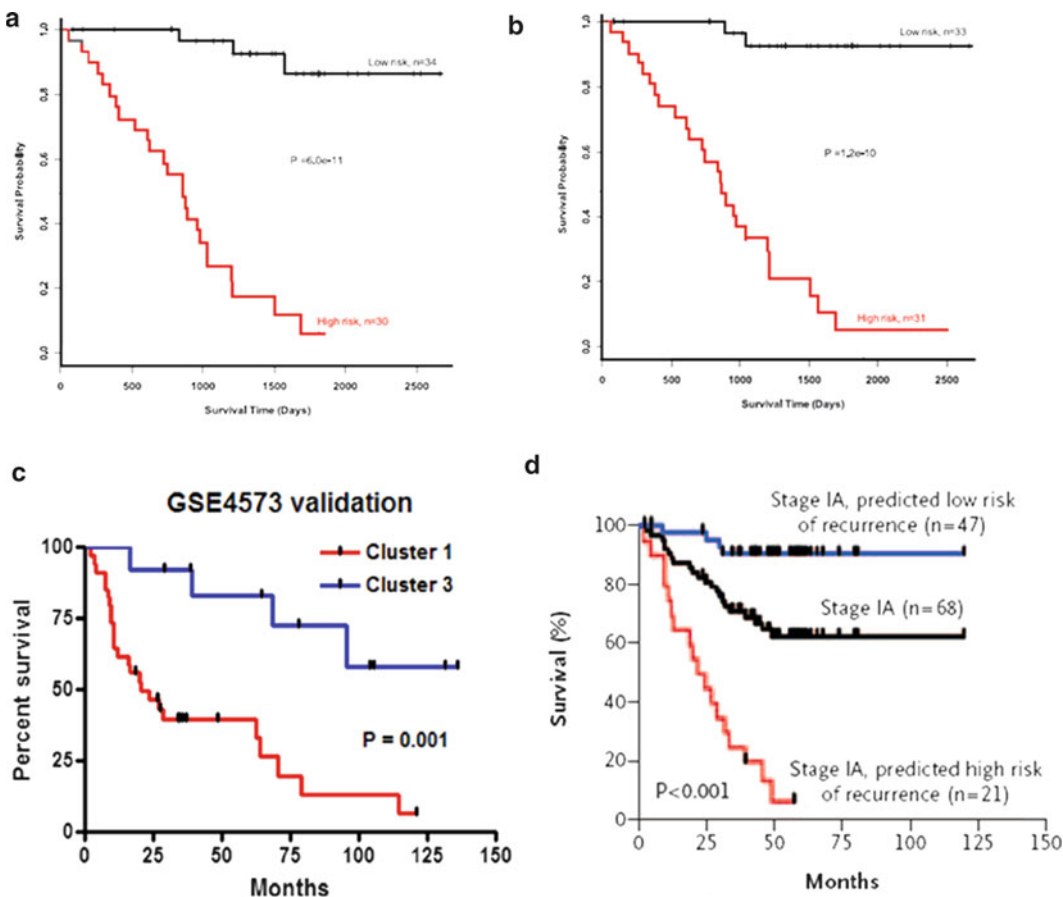 a
1,0
0,8
0,6
0,4
0,2
0,0
Survival Probability
Low risk, n=34
P =6,0e-11
High risk, n=30
0
500
1000
1500
2000
2500
Survival Time (Days)
b
1,0
0,8
0,6
0,4
0,2
0,0
Survival Probability
Low risk, n=33
P =1,2e-10
High risk, n=31
0
500
1000
1500
2000
2500
Survival Time (Days)
c
GSE4573 validation
100
75
50
25
0
Percent survival
Cluster 1
Cluster 3
P = 0.001
0
25
50
75
100
125
150
Months
d
100
80
60
40
20
0
Survival (%)
Stage IA, predicted low risk
of recurrence (n=47)
Stage IA (n=68)
Stage IA, predicted high risk
of recurrence (n=21)
P<0.001
0
25
50
75
100
125
150
Months